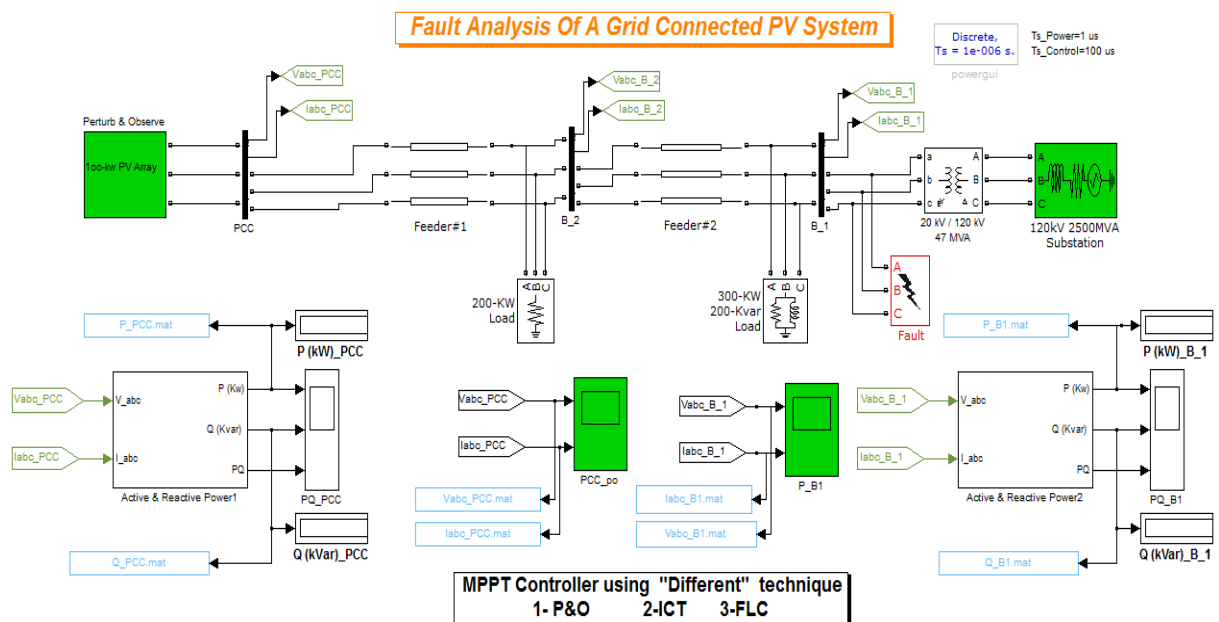 Fault Analysis Of A Grid Connected PV System
Discrete,
Ts = 1e-006 s.
powergui
Ts_Power=1 us
Ts_Control=100 us
Vabc_PCC
Iabc_PCC
Vabc_B_2
Iabc_B_2
Vabc_B_1
Iabc_B_1
Perturb & Observe
1oo-kw PV Array
PCC
Feeder#1
B_2
Feeder#2
B_1
a
b
c
A
B
C
20 kV / 120 kV
47 MVA
A
B
C
120kV 2500MVA
Substation
A B C
200-KW
Load
A B C
300-KW
200-Kvar
Load
A
B
C
Fault
P_PCC.mat
P (kW)_PCC
Vabc_PCC
Iabc_PCC
V_abc
I_abc
P (Kw)
Q (Kvar)
PQ
Active & Reactive Power1
PQ_PCC
Q_PCC.mat
Q (kVar)_PCC
Vabc_PCC
Iabc_PCC
PCC_po
Vabc_PCC.mat
Iabc_PCC.mat
Vabc_B_1
Iabc_B_1
P_B1
Iabc_B1.mat
Vabc_B1.mat
P_B1.mat
P (kW)_B_1
Vabc_B_1
Iabc_B_1
V_abc
I_abc
P (Kw)
Q (Kvar)
PQ
Active & Reactive Power2
PQ_B1
Q_B1.mat
Q (kVar)_B_1
MPPT Controller using "Different" technique
1- P&O 2-ICT 3-FLC